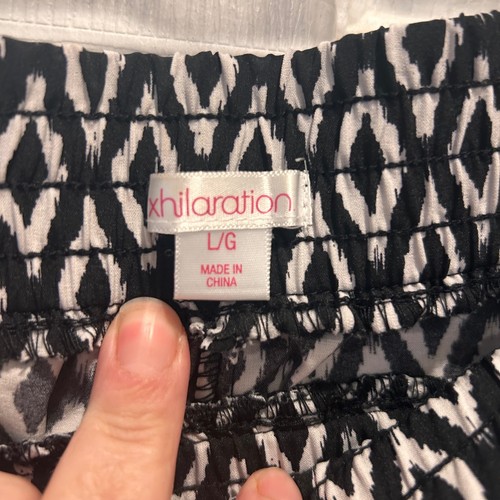 xhilaration
L/G
MADE IN
CHINA